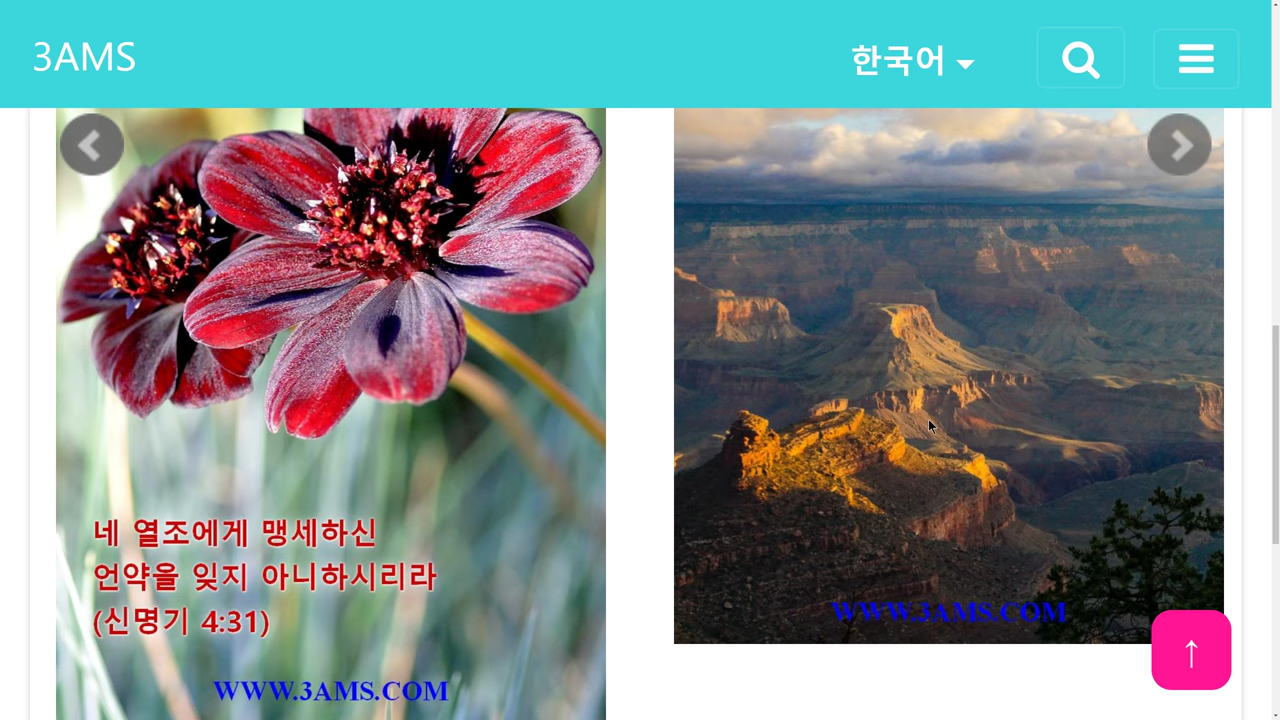 3AMS
한국어
네 열조에게 맹세하신
언약을 잊지 아니하시리라
(신명기 4:31)
WWW.3AMS.COM
WWW.3AMS.COM
↑